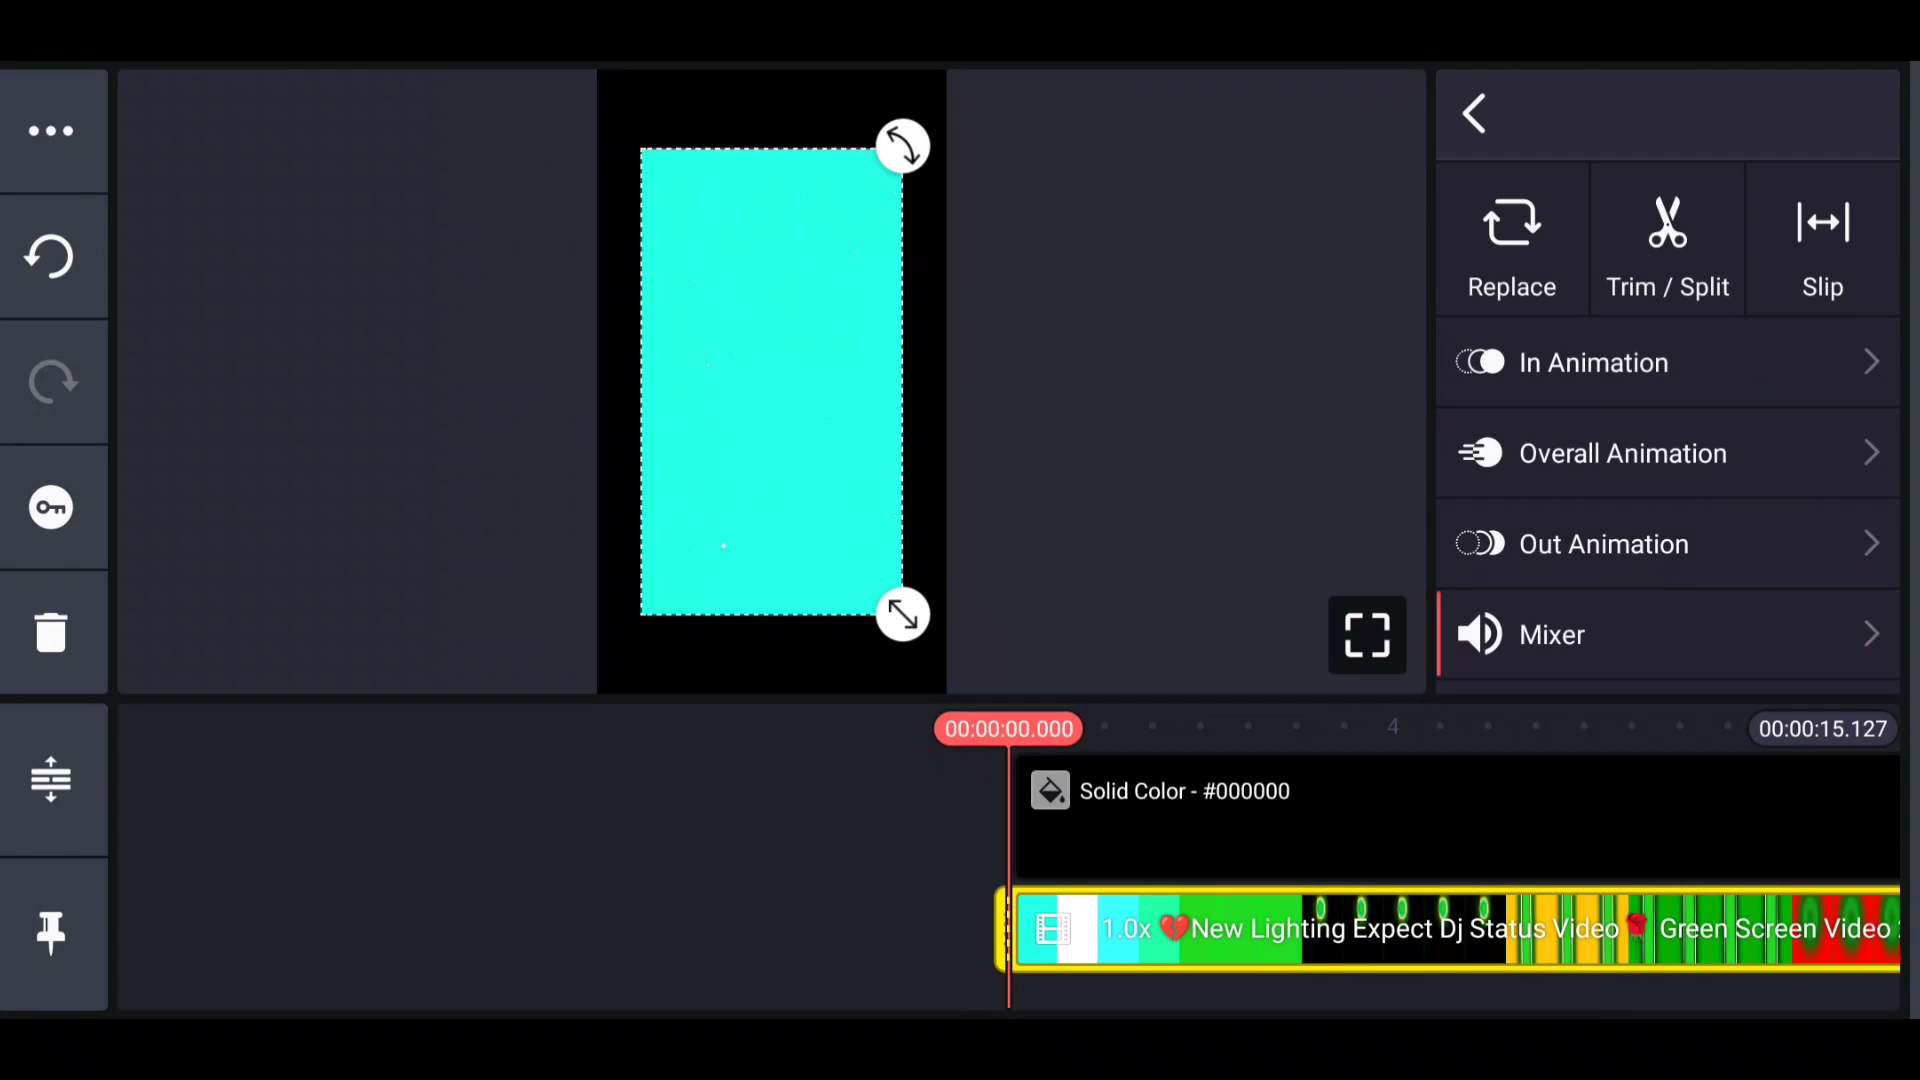 Replace
Trim / Split
Slip
In Animation
Overall Animation
Out Animation
Mixer
00:00:00.000
4
00:00:15.127
Solid Color - #000000
1.0x 💔New Lighting Expect Dj Status Video🌹 Green Screen Video